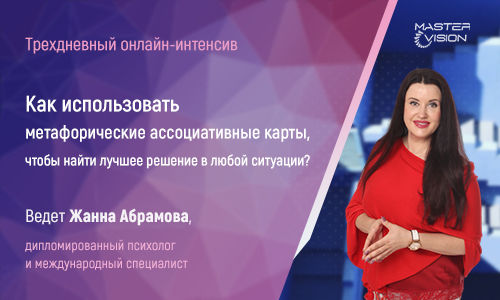 Трехдневный онлайн-интенсив
MASTER
VISION
Как использовать
метафорические ассоциативные карты,
чтобы найти лучшее решение в любой ситуации?
Ведет Жанна Абрамова,
дипломированный психолог
и международный специалист